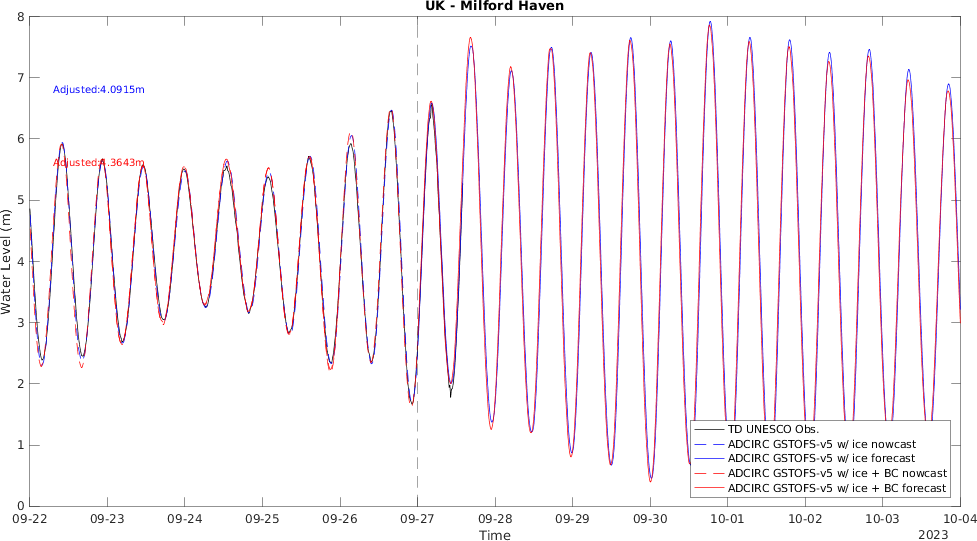 UK - Milford Haven
8
7
6
5
4
3
2
1
0
Water Level (m)
Adjusted:4.0915m
Adjusted:4.3643m
TD UNESCO Obs.
ADCIRC GSTOFS-v5 w/ ice nowcast
ADCIRC GSTOFS-v5 w/ ice forecast
ADCIRC GSTOFS-v5 w/ ice + BC nowcast
ADCIRC GSTOFS-v5 w/ ice + BC forecast
09-22 09-23 09-24 09-25 09-26 09-27 09-28 09-29 09-30 10-01 10-02 10-03 10-04
Time
2023